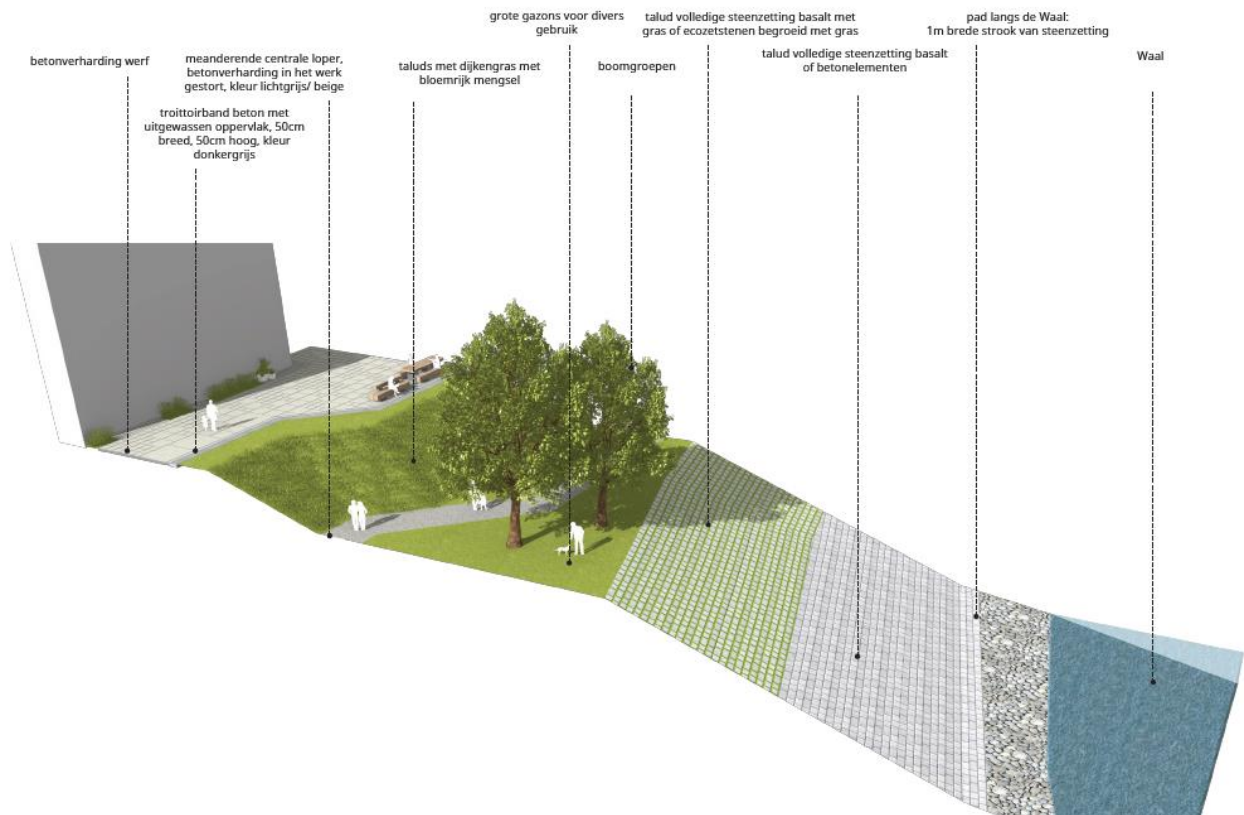 betonverharding werf
troittoirband beton met
uitgewassen oppervlak, 50cm
breed, 50cm hoog, kleur
donkergrijs
meanderende centrale loper,
betonverharding in het werk
gestort, kleur lichtgrijs/ beige
taluds met dijkengras met
bloemrijk mengsel
grote gazons voor divers
gebruik
boomgroepen
talud volledige steenzetting basalt met
gras of ecozetstenen begroeid met gras
talud volledige steenzetting basalt
of betonelementen
pad langs de Waal:
1m brede strook van steenzetting
Waal